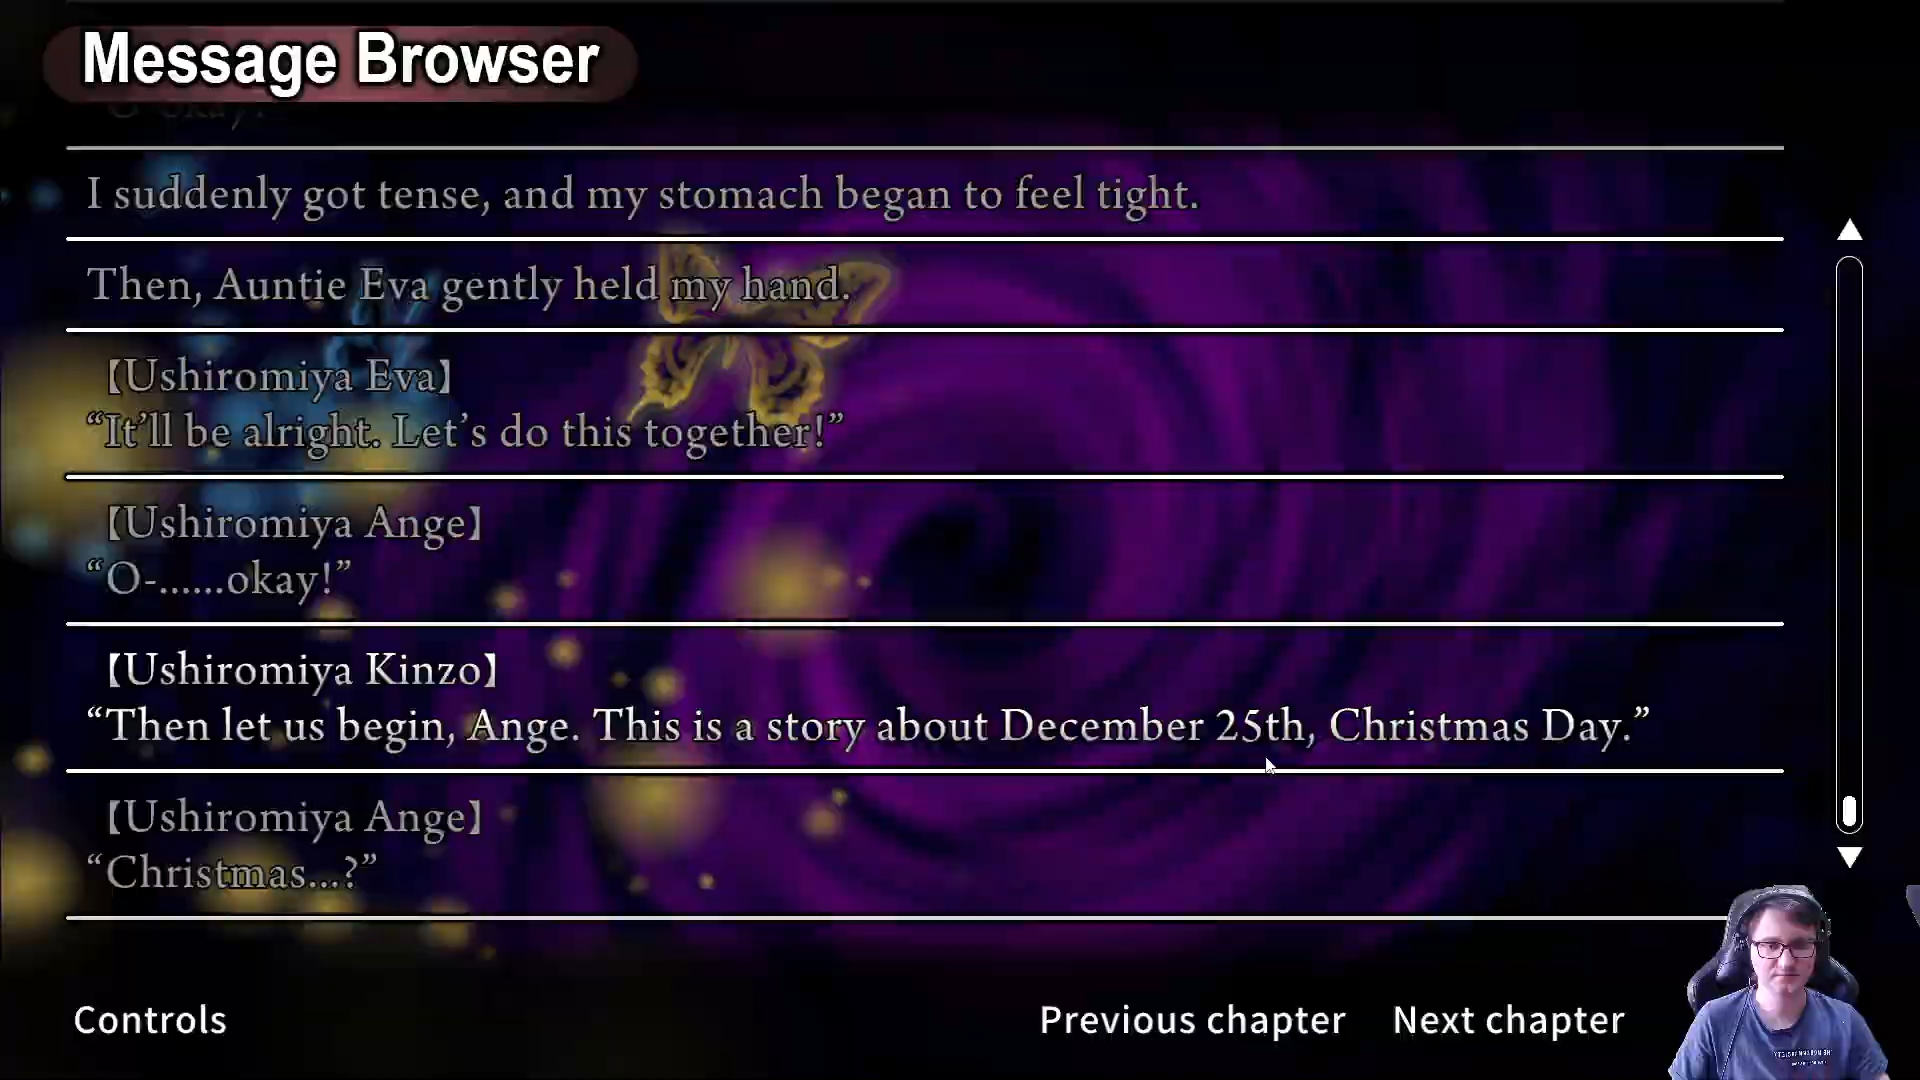 Message Browser
I suddenly got tense, and my stomach began to feel tight.
Then, Auntie Eva gently held my hand.
【Ushiromiya Eva】
“It’ll be alright. Let’s do this together!”
【Ushiromiya Ange】
“O-......okay!”
【Ushiromiya Kinzo】
“Then let us begin, Ange. This is a story about December 25th, Christmas Day.”
【Ushiromiya Ange】
“Christmas...?”
Controls
Previous chapter
Next chapter